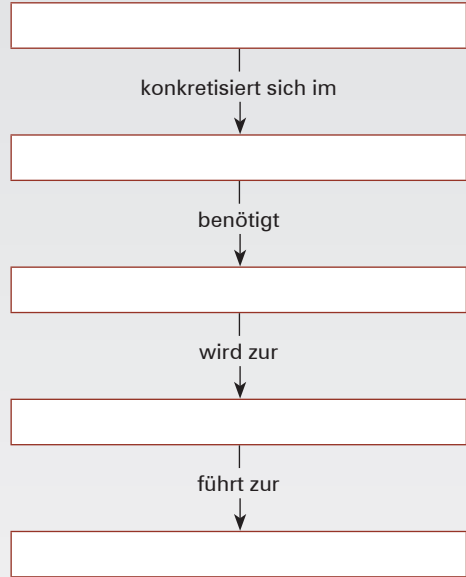 konkretisiert sich im
benötigt
wird zur
führt zur